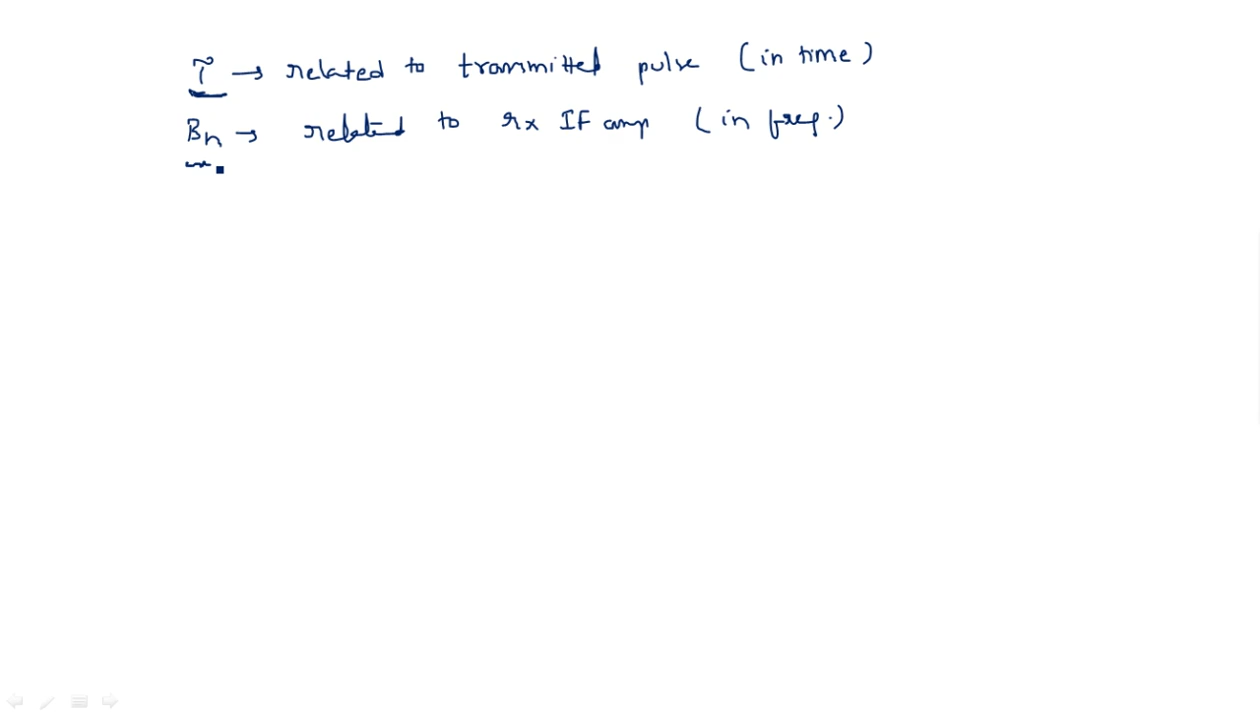 τ → related to transmitted pulse (in time)
Bn → related to rx IF amp (in freq.)